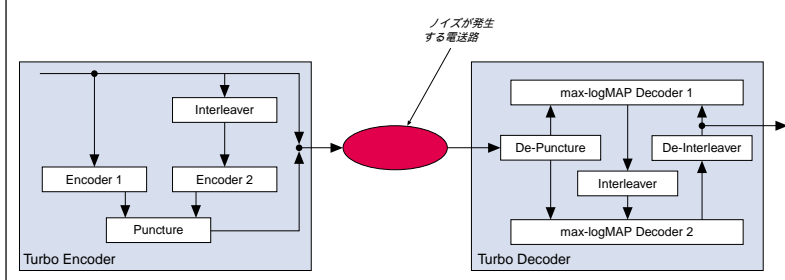 ノイズが発生
する電送路
Interleaver
Encoder 1
Encoder 2
Puncture
Turbo Encoder
max-logMAP Decoder 1
De-Puncture
De-Interleaver
Interleaver
max-logMAP Decoder 2
Turbo Decoder